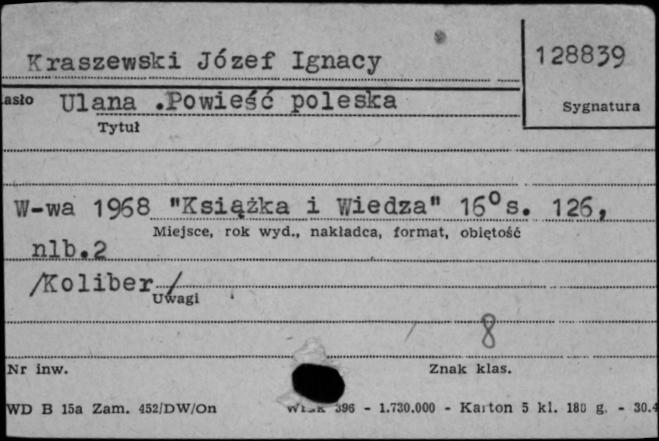 Kraszewski Józef Ignacy
128839
asło Ulana .Powieść poleska
Sygnatura
Tytuł
W-wa 1968 "Książka i Wiedza" 16° s. 126,
Miejsce, rok wyd., nakładca, format, objętość
nlb.2
/Koliber/
Uwagi
8
Nr inw.
Znak klas.
WD B 15a Zam. 452/DW/On
396 - 1.730.000 - Karton 5 kl. 180 g. - 30.4